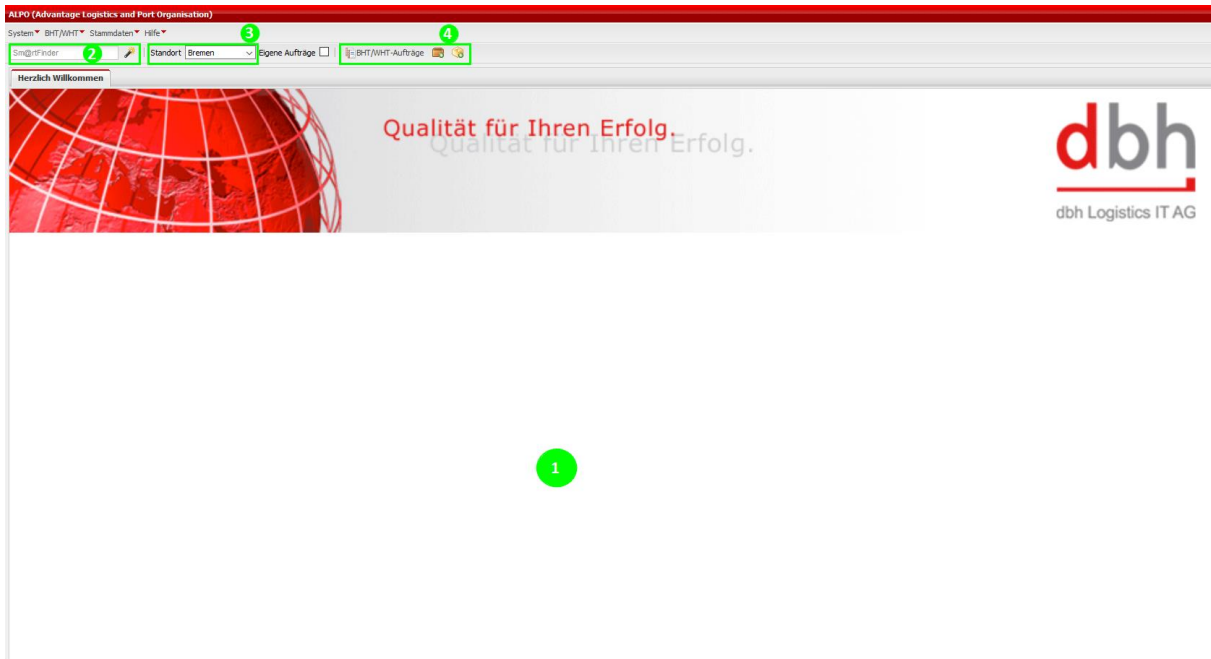 ALPO (Advantage Logistics and Port Organisation)
System BHT/WHT Stammdaten Hilfe
3
4
Sm@rtFinder 2 Standort Bremen Eigene Aufträge BHT/WHT-Aufträge
Herzlich Willkommen
Qualität für Ihren Erfolg.
Qualität für Ihren Erfolg.
dbh
dbh Logistics IT AG
1